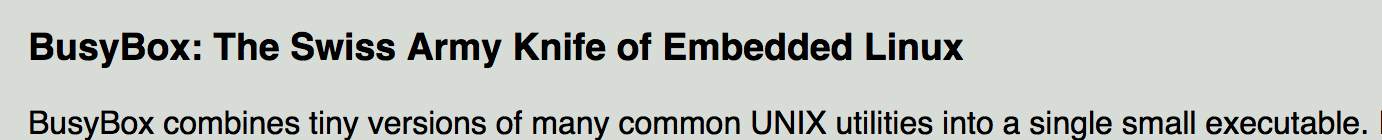 BusyBox: The Swiss Army Knife of Embedded Linux
BusyBox combines tiny versions of many common UNIX utilities into a single small executable.